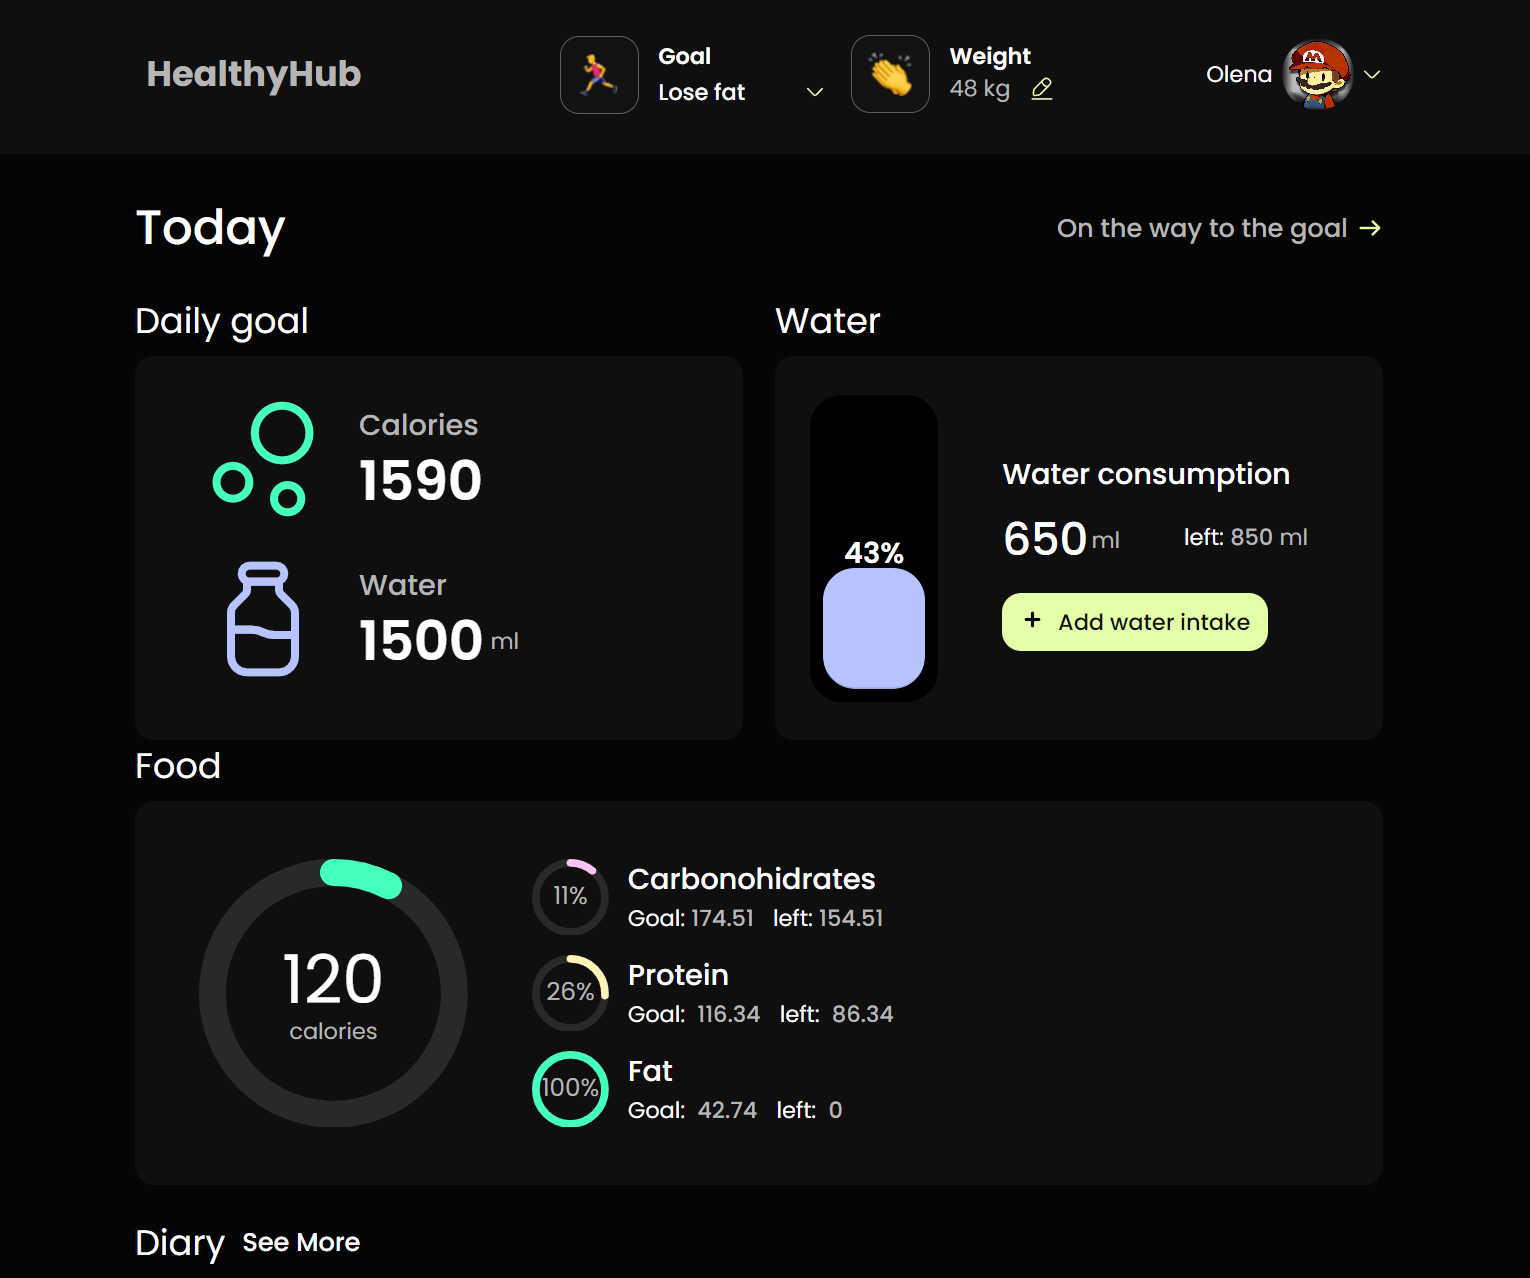 HealthyHub
Goal
Lose fat
Weight
48 kg
Olena
M
Today
On the way to the goal
Daily goal
Calories
1590
Water
1500 ml
Water
43%
Water consumption
650 ml left: 850 ml
+ Add water intake
Food
120
calories
11%
Carbonohidrates
Goal: 174.51 left: 154.51
26%
Protein
Goal: 116.34 left: 86.34
100%
Fat
Goal: 42.74 left: 0
Diary See More